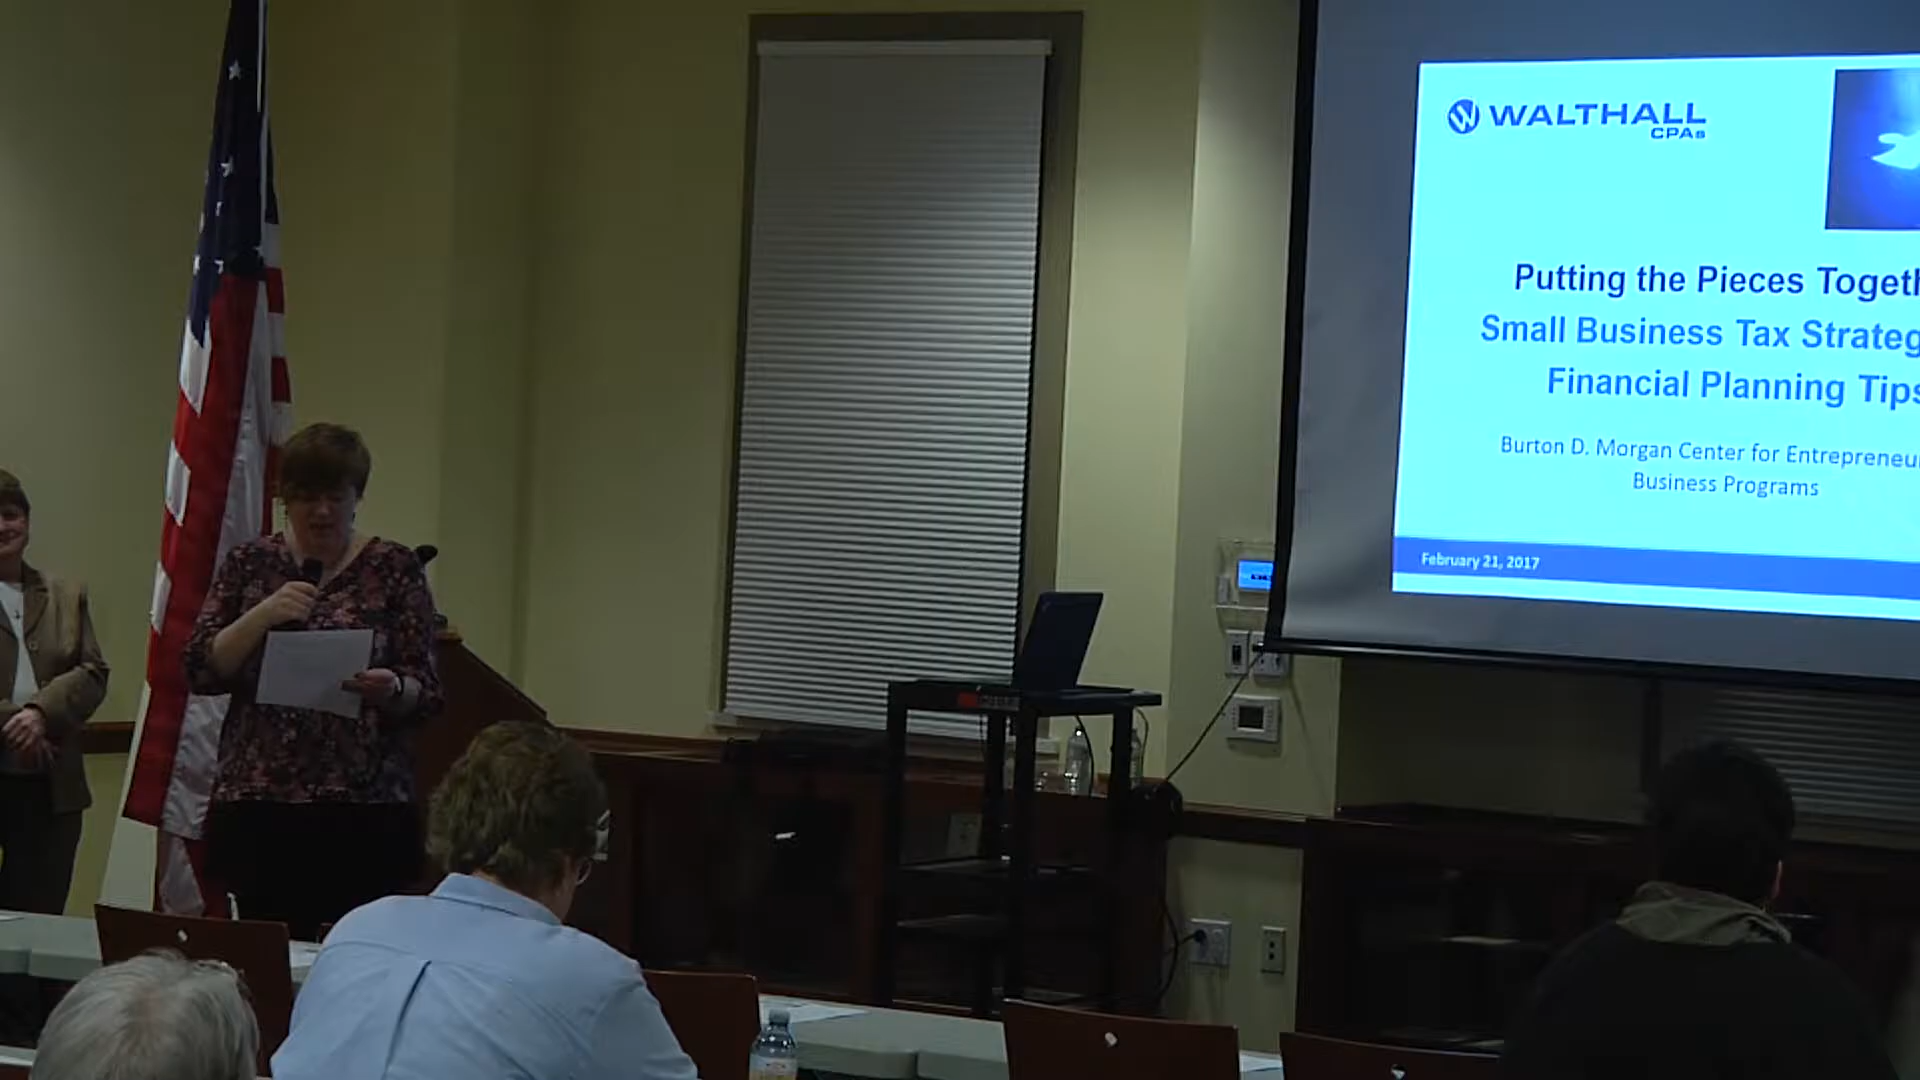 WALTHALL
CPAs
Putting the Pieces Togeth
Small Business Tax Strateg
Financial Planning Tips
Burton D. Morgan Center for Entrepreneu
Business Programs
February 21, 2017